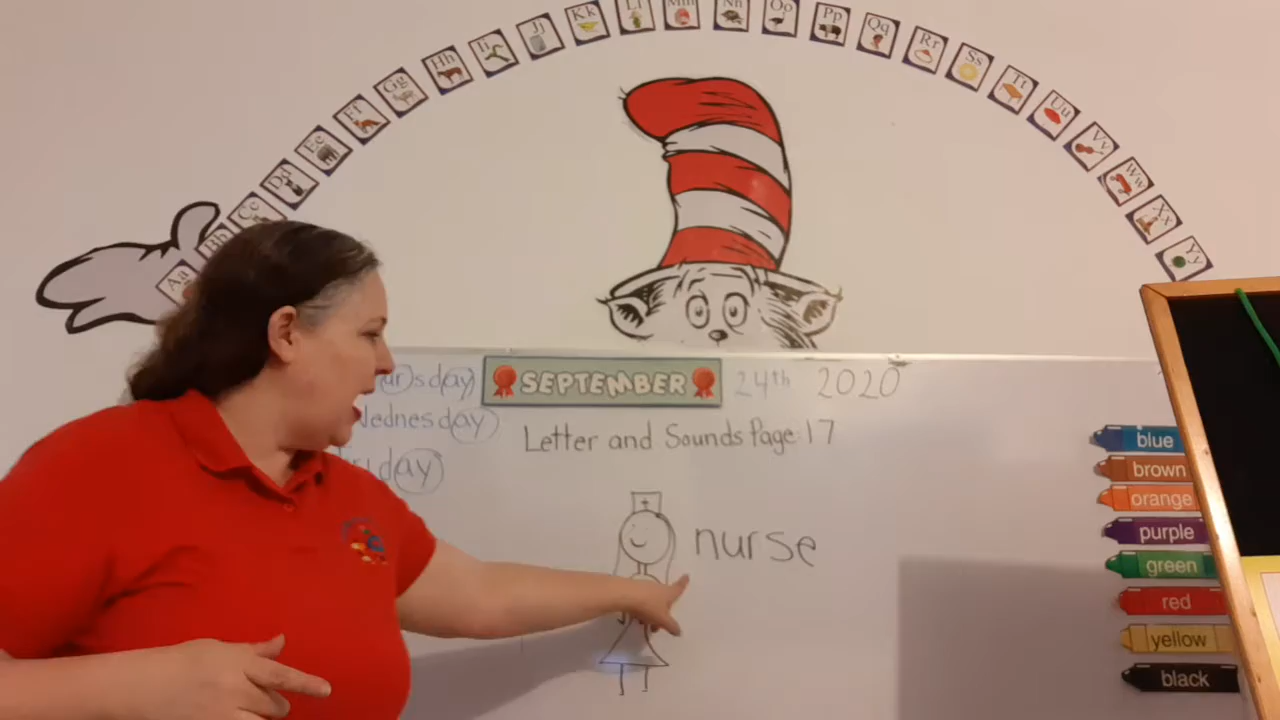 Aa
Bb
Cc
Dd
Ee
Ff
Gg
Hh
Ii
Jj
Kk
Ll
Mm
Nn
Oo
Pp
Qq
Rr
Ss
Tt
Uu
Vv
Ww
Xx
Yy
ursday SEPTEMBER 24th 2020
Wednesday
Letter and Sounds Page 17
day
nurse
blue
brown
orange
purple
green
red
yellow
black